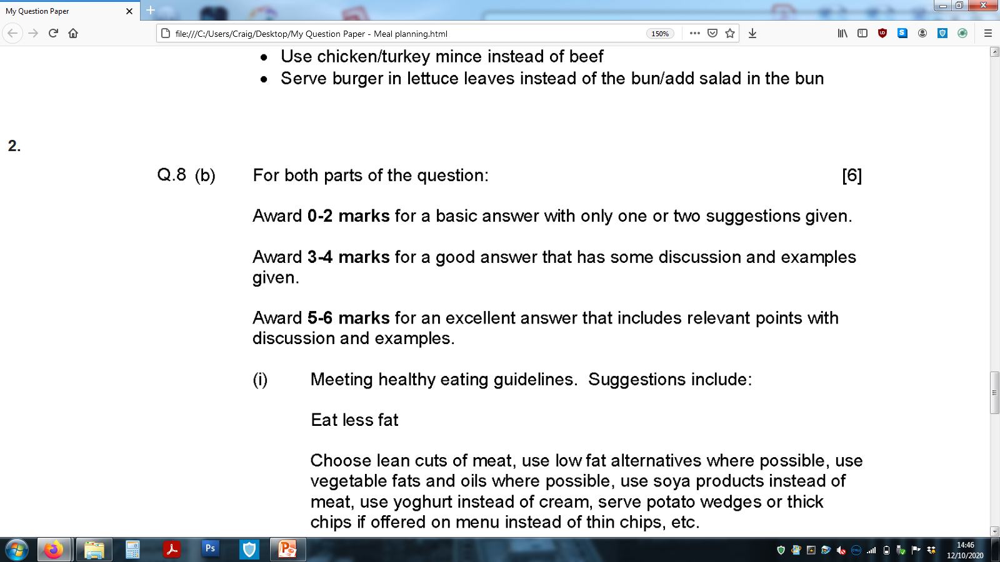 My Question Paper
file:///C:/Users/Craig/Desktop/My Question Paper - Meal planning.html
150%
• Use chicken/turkey mince instead of beef
• Serve burger in lettuce leaves instead of the bun/add salad in the bun
2.
Q.8 (b) For both parts of the question: [6]
Award 0-2 marks for a basic answer with only one or two suggestions given.
Award 3-4 marks for a good answer that has some discussion and examples
given.
Award 5-6 marks for an excellent answer that includes relevant points with
discussion and examples.
(i) Meeting healthy eating guidelines. Suggestions include:
Eat less fat
Choose lean cuts of meat, use low fat alternatives where possible, use
vegetable fats and oils where possible, use soya products instead of
meat, use yoghurt instead of cream, serve potato wedges or thick
chips if offered on menu instead of thin chips, etc.
Ps
14:46
12/10/2020